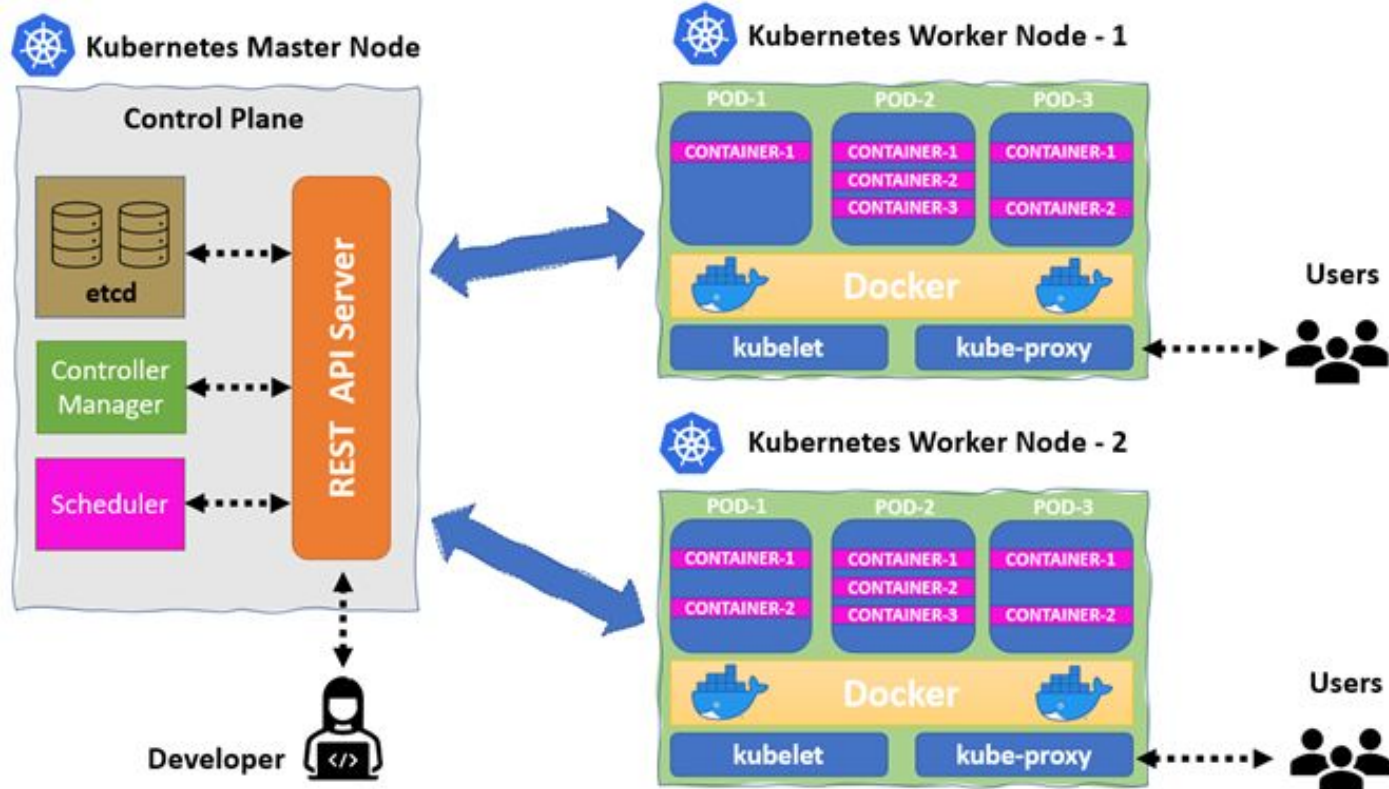 Kubernetes Master Node
Control Plane
etcd
Controller
Manager
Scheduler
REST API Server
Developer
</>
Kubernetes Worker Node - 1
POD-1
POD-2
POD-3
CONTAINER-1
CONTAINER-1
CONTAINER-2
CONTAINER-3
CONTAINER-1
CONTAINER-2
Docker
kubelet
kube-proxy
Users
Kubernetes Worker Node - 2
POD-1
POD-2
POD-3
CONTAINER-1
CONTAINER-2
CONTAINER-1
CONTAINER-2
CONTAINER-3
CONTAINER-1
CONTAINER-2
Docker
kubelet
kube-proxy
Users